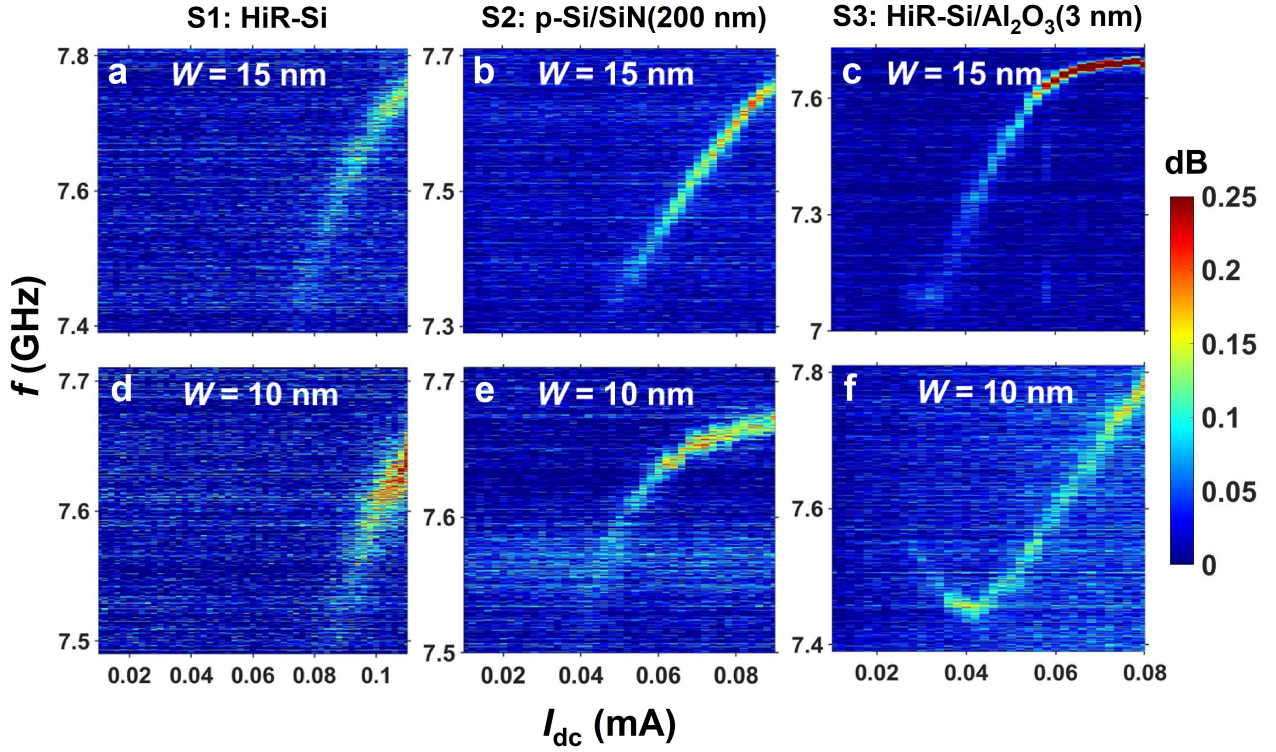 S1: HiR-Si
S2: p-Si/SiN(200 nm)
S3: HiR-Si/Al₂O₃(3 nm)
a
W = 15 nm
7.8
7.6
7.4
b
W = 15 nm
7.7
7.5
7.3
c
W = 15 nm
7.6
7.3
7
dB
0.25
0.2
0.15
0.1
0.05
0
f (GHz)
d
W = 10 nm
7.7
7.6
7.5
0.02 0.04 0.06 0.08 0.1
e
W = 10 nm
7.7
7.6
7.5
0.02 0.04 0.06 0.08
f
W = 10 nm
7.8
7.6
7.4
0.02 0.04 0.06 0.08
I_dc (mA)